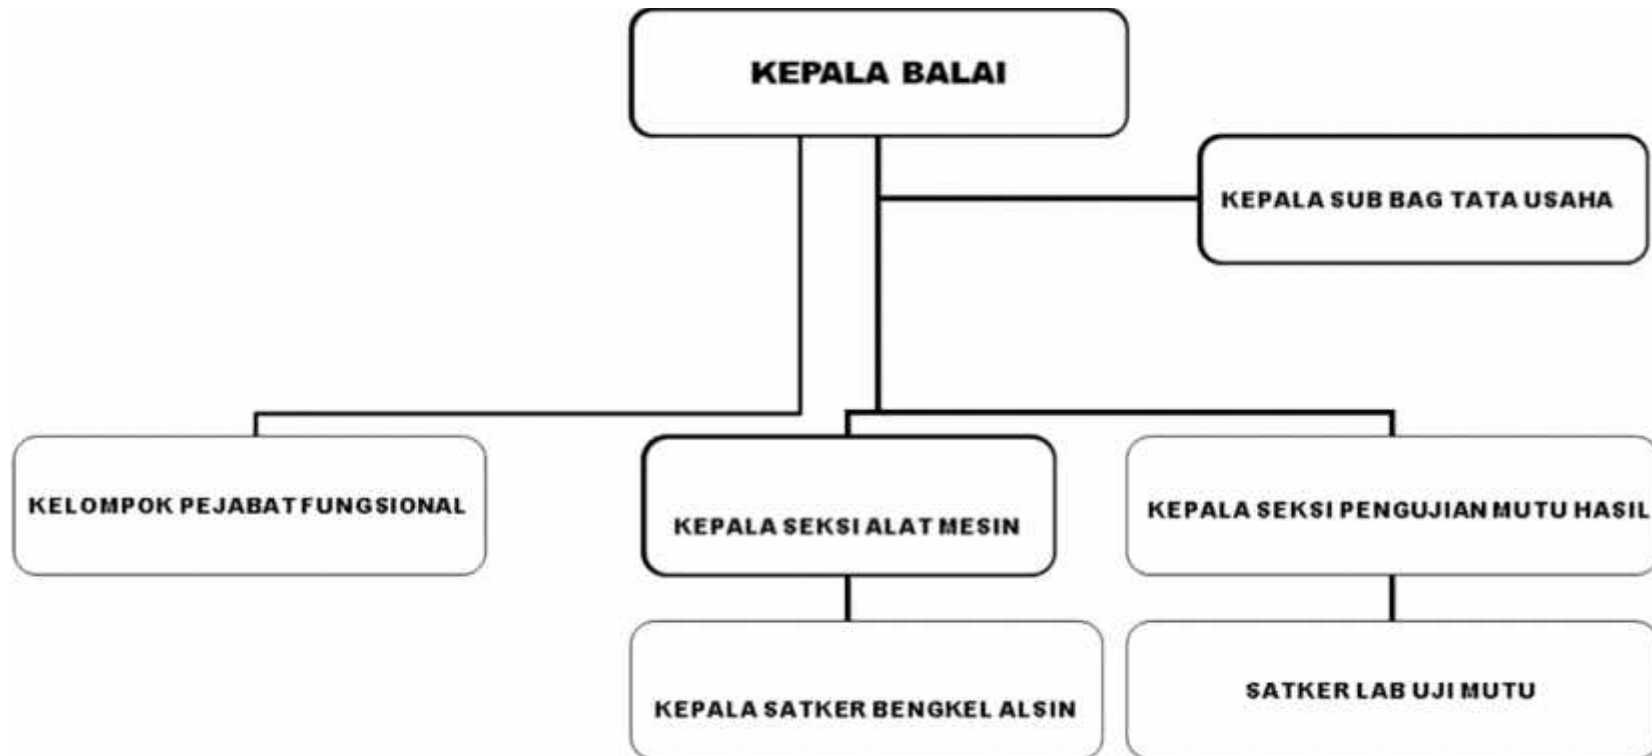 KEPALA BALAI
KEPALA SUB BAG TATA USAHA
KELOMPOK PEJABAT FUNGSIONAL
KEPALA SEKSI ALAT MESIN
KEPALA SEKSI PENGUJIAN MUTU HASIL
KEPALA SATKER BENGKEL ALSIN
SATKER LAB UJI MUTU